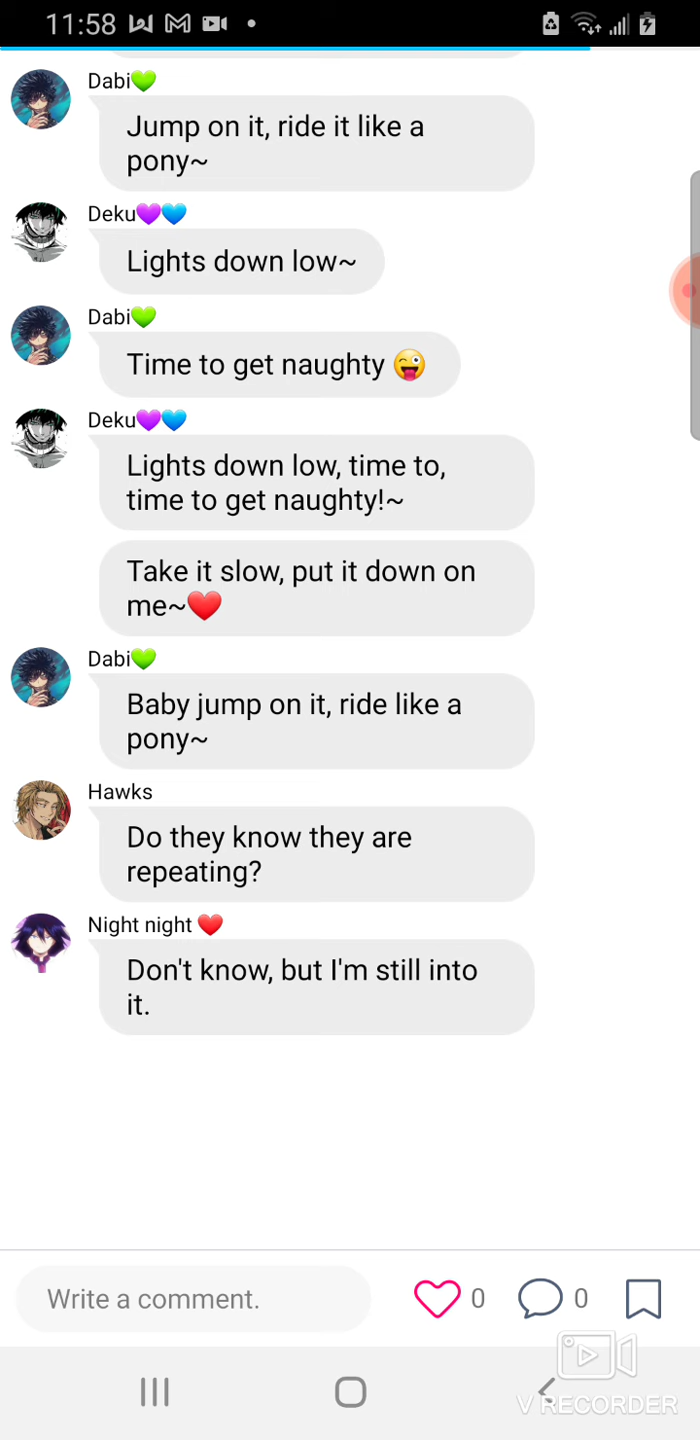 11:58
Dabi💚
Jump on it, ride it like a
pony~
Deku💜💙
Lights down low~
Dabi💚
Time to get naughty 😜
Deku💜💙
Lights down low, time to,
time to get naughty!~
Take it slow, put it down on
me~❤️
Dabi💚
Baby jump on it, ride like a
pony~
Hawks
Do they know they are
repeating?
Night night ❤️
Don't know, but I'm still into
it.
Write a comment.
0
0
V RECORDER